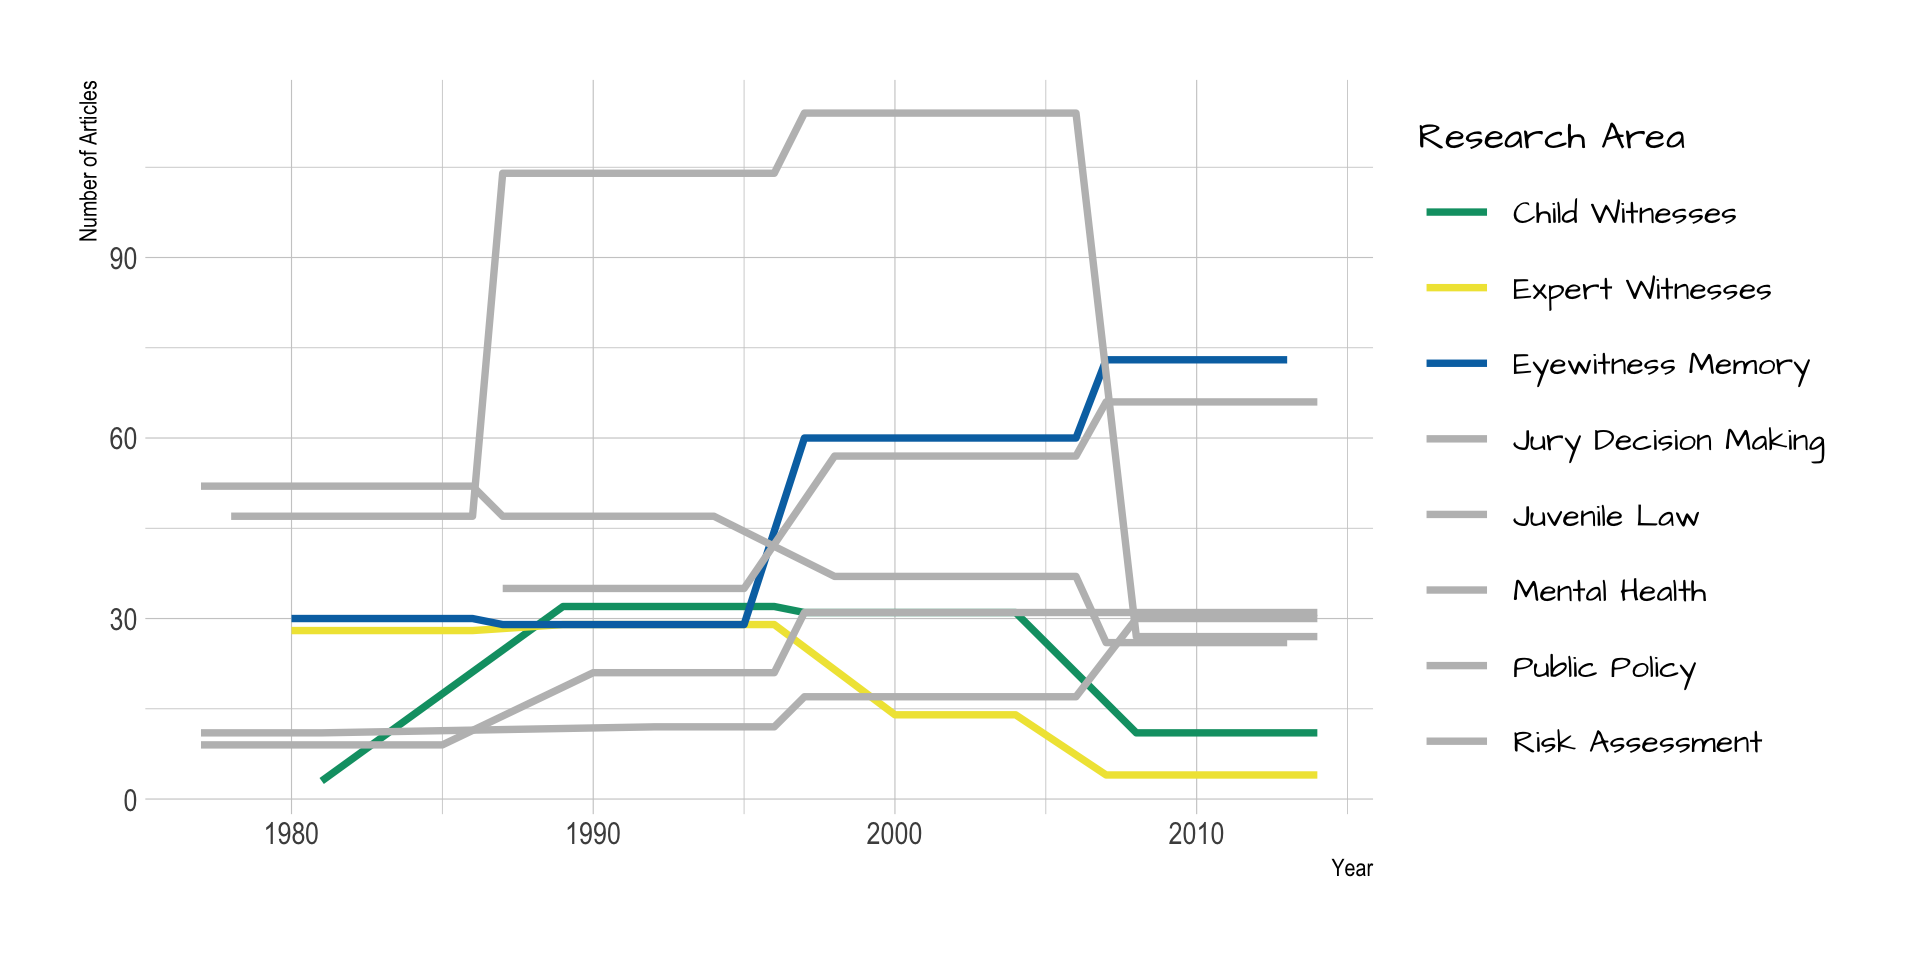 Number of Articles
90
60
30
0
1980 1990 2000 2010
Year
Research Area
Child Witnesses
Expert Witnesses
Eyewitness Memory
Jury Decision Making
Juvenile Law
Mental Health
Public Policy
Risk Assessment